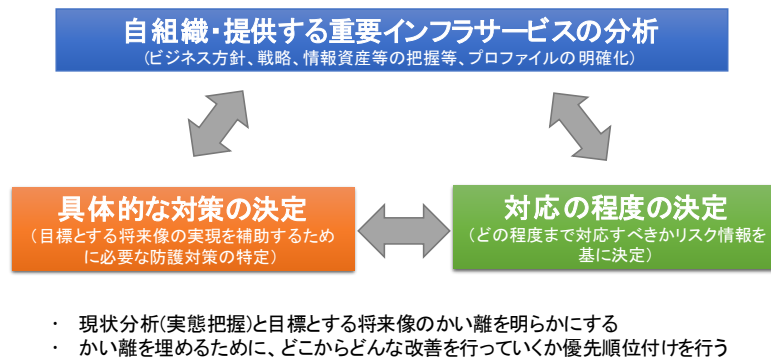 自組織・提供する重要インフラサービスの分析
(ビジネス方針、戦略、情報資産等の把握等、プロファイルの明確化)
具体的な対策の決定
(目標とする将来像の実現を補助するため
に必要な防護対策の特定)
対応の程度の決定
(どの程度まで対応すべきかリスク情報を
基に決定)
・ 現状分析(実態把握)と目標とする将来像のかい離を明らかにする
・ かい離を埋めるために、どこからどんな改善を行っていくか優先順位付けを行う